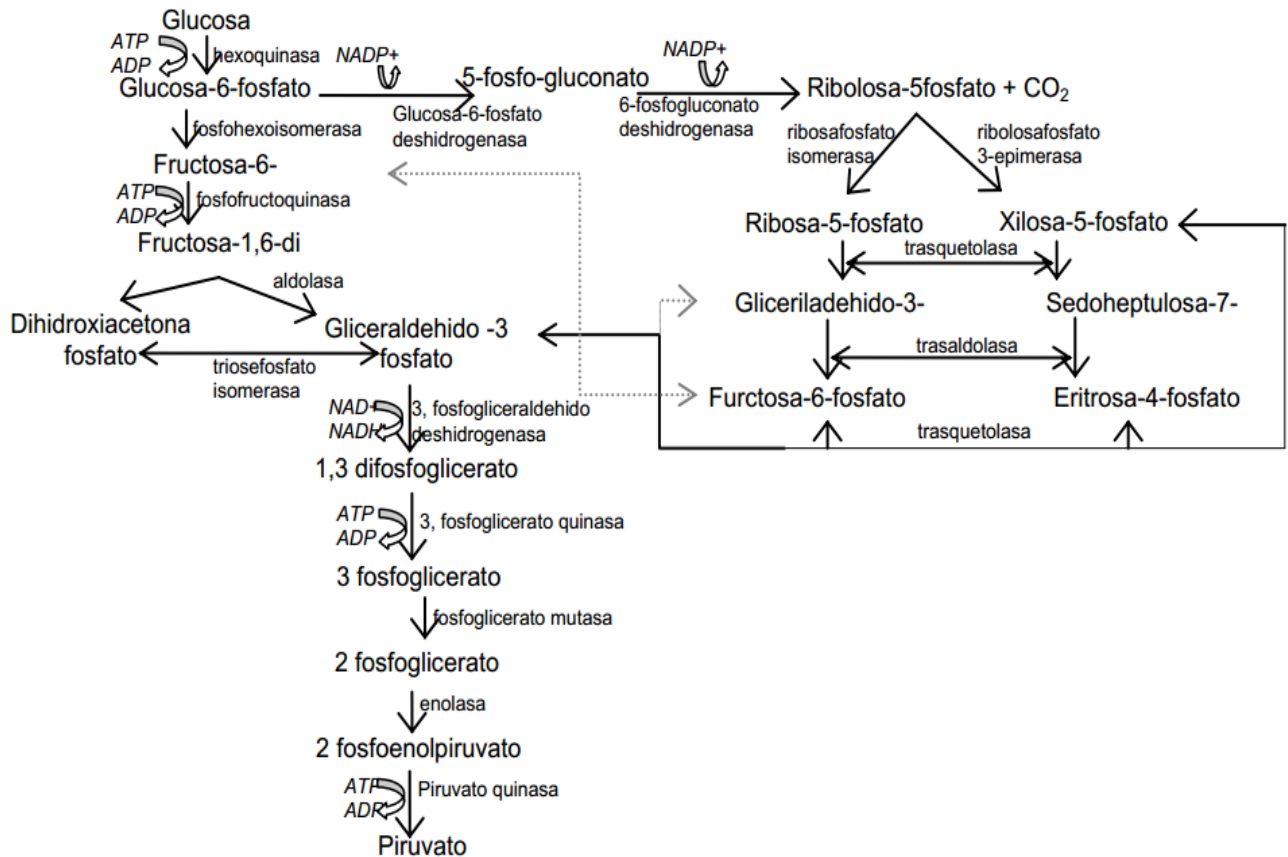 Glucosa
ATP
ADP
hexoquinasa
Glucosa-6-fosfato
NADP+
Glucosa-6-fosfato
deshidrogenasa
5-fosfo-gluconato
NADP+
6-fosfogluconato
deshidrogenasa
Ribolosa-5fosfato + CO2
fosfohexoisomerasa
Fructosa-6-
ATP
ADP
fosfofructoquinasa
Fructosa-1,6-di
aldolasa
Dihidroxiacetona
fosfato
triosefosfato
isomerasa
Gliceraldehido -3
fosfato
NAD+
NADH
3, fosfogliceraldehido
deshidrogenasa
1,3 difosfoglicerato
ATP
ADP
3, fosfoglicerato quinasa
3 fosfoglicerato
fosfoglicerato mutasa
2 fosfoglicerato
enolasa
2 fosfoenolpiruvato
ATP
ADP
Piruvato quinasa
Piruvato
ribosafosfato
isomerasa
ribolosafosfato
3-epimerasa
Ribosa-5-fosfato
Xilosa-5-fosfato
trasquetolasa
Gliceriladehido-3-
Sedoheptulosa-7-
trasaldolasa
Furctosa-6-fosfato
Eritrosa-4-fosfato
trasquetolasa